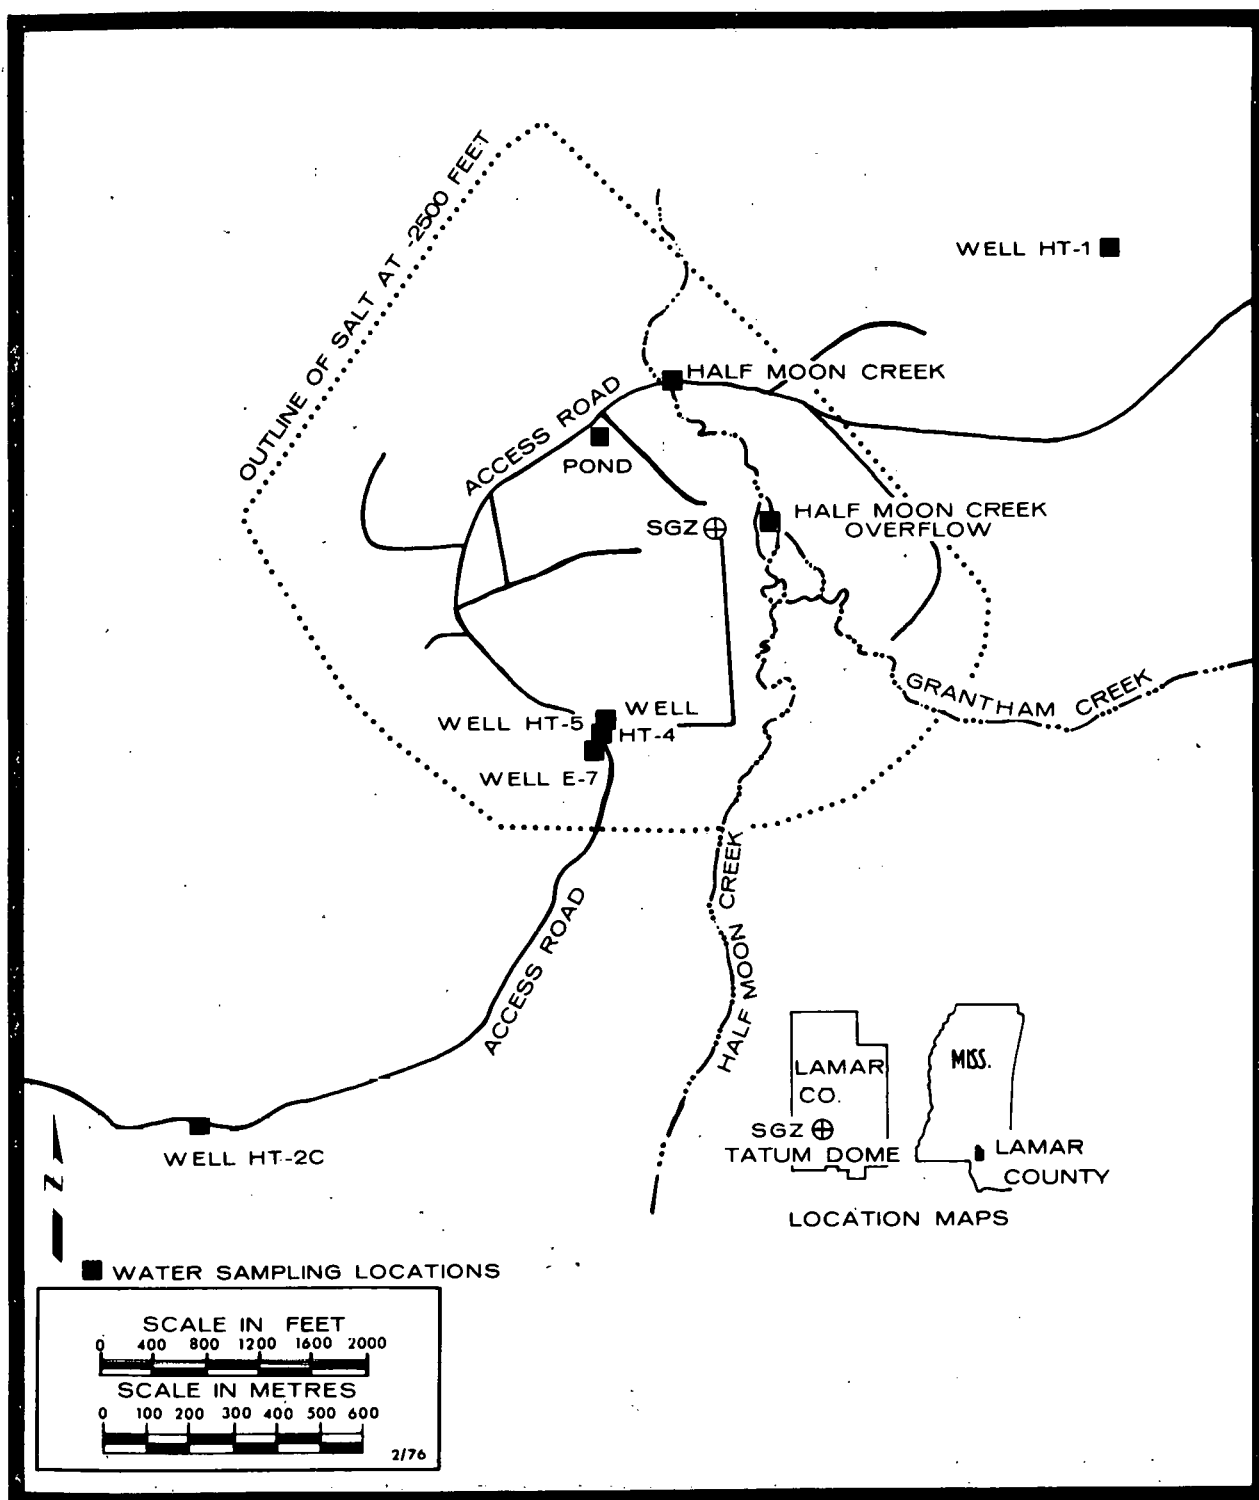 OUTLINE OF SALT AT -2500 FEET
WELL HT-1
HALF MOON CREEK
ACCESS ROAD
POND
HALF MOON CREEK
OVERFLOW
SGZ
GRANTHAM CREEK
WELL HT-5
WELL
HT-4
WELL E-7
HALF MOON CREEK
ACCESS ROAD
LAMAR
CO.
MISS.
SGZ
TATUM DOME
LAMAR
COUNTY
LOCATION MAPS
WELL HT-2C
N
WATER SAMPLING LOCATIONS
SCALE IN FEET
0 400 800 1200 1600 2000
SCALE IN METRES
0 100 200 300 400 500 600
2/76